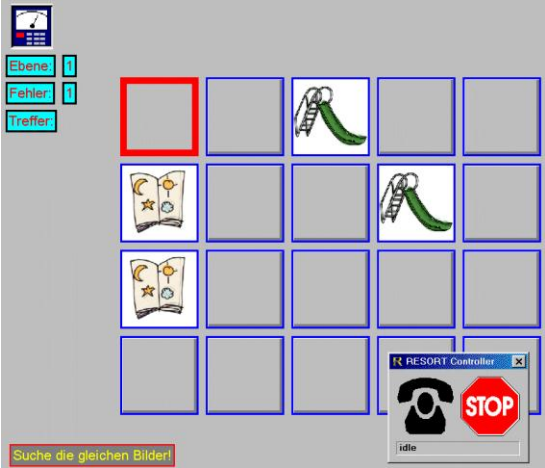 Ebene: 1
Fehler: 1
Treffer:
RESORT Controller
STOP
idle
Suche die gleichen Bilder!